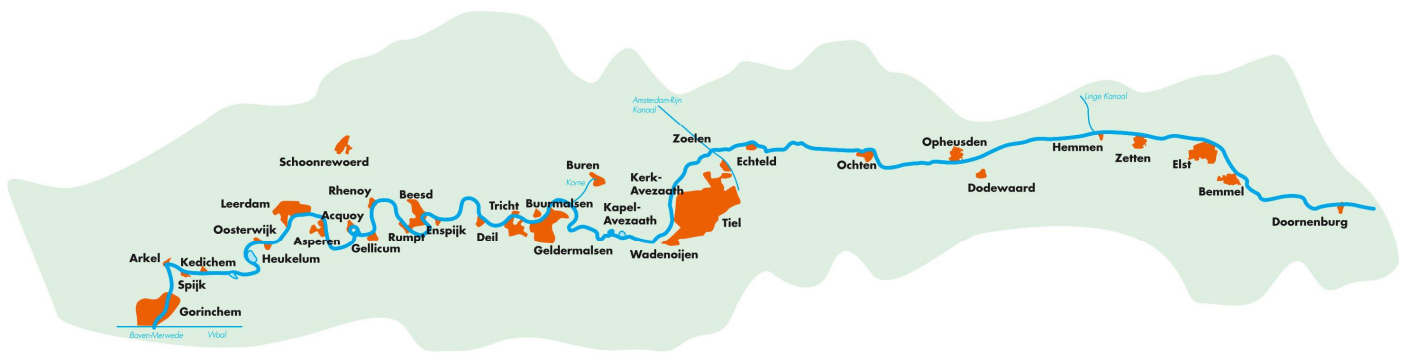 Amsterdam-Rijn
Kanaal
Linge Kanaal
Schoonrewoerd
Zoelen
Echteld
Ochten
Opheusden
Dodewaard
Hemmen
Zetten
Elst
Bemmel
Doornenburg
Buren
Korne
Kerk-
Avezaath
Tiel
Rhenoy
Beesd
Leerdam
Acquoy
Tricht
Buurmalsen
Kapel-
Avezaath
Oosterwijk
Asperen
Gellicum
Rumpt
Enspijk
Deil
Geldermalsen
Wadenoijen
Arkel
Kedichem
Heukelum
Spijk
Gorinchem
Boven-Merwede
Waal